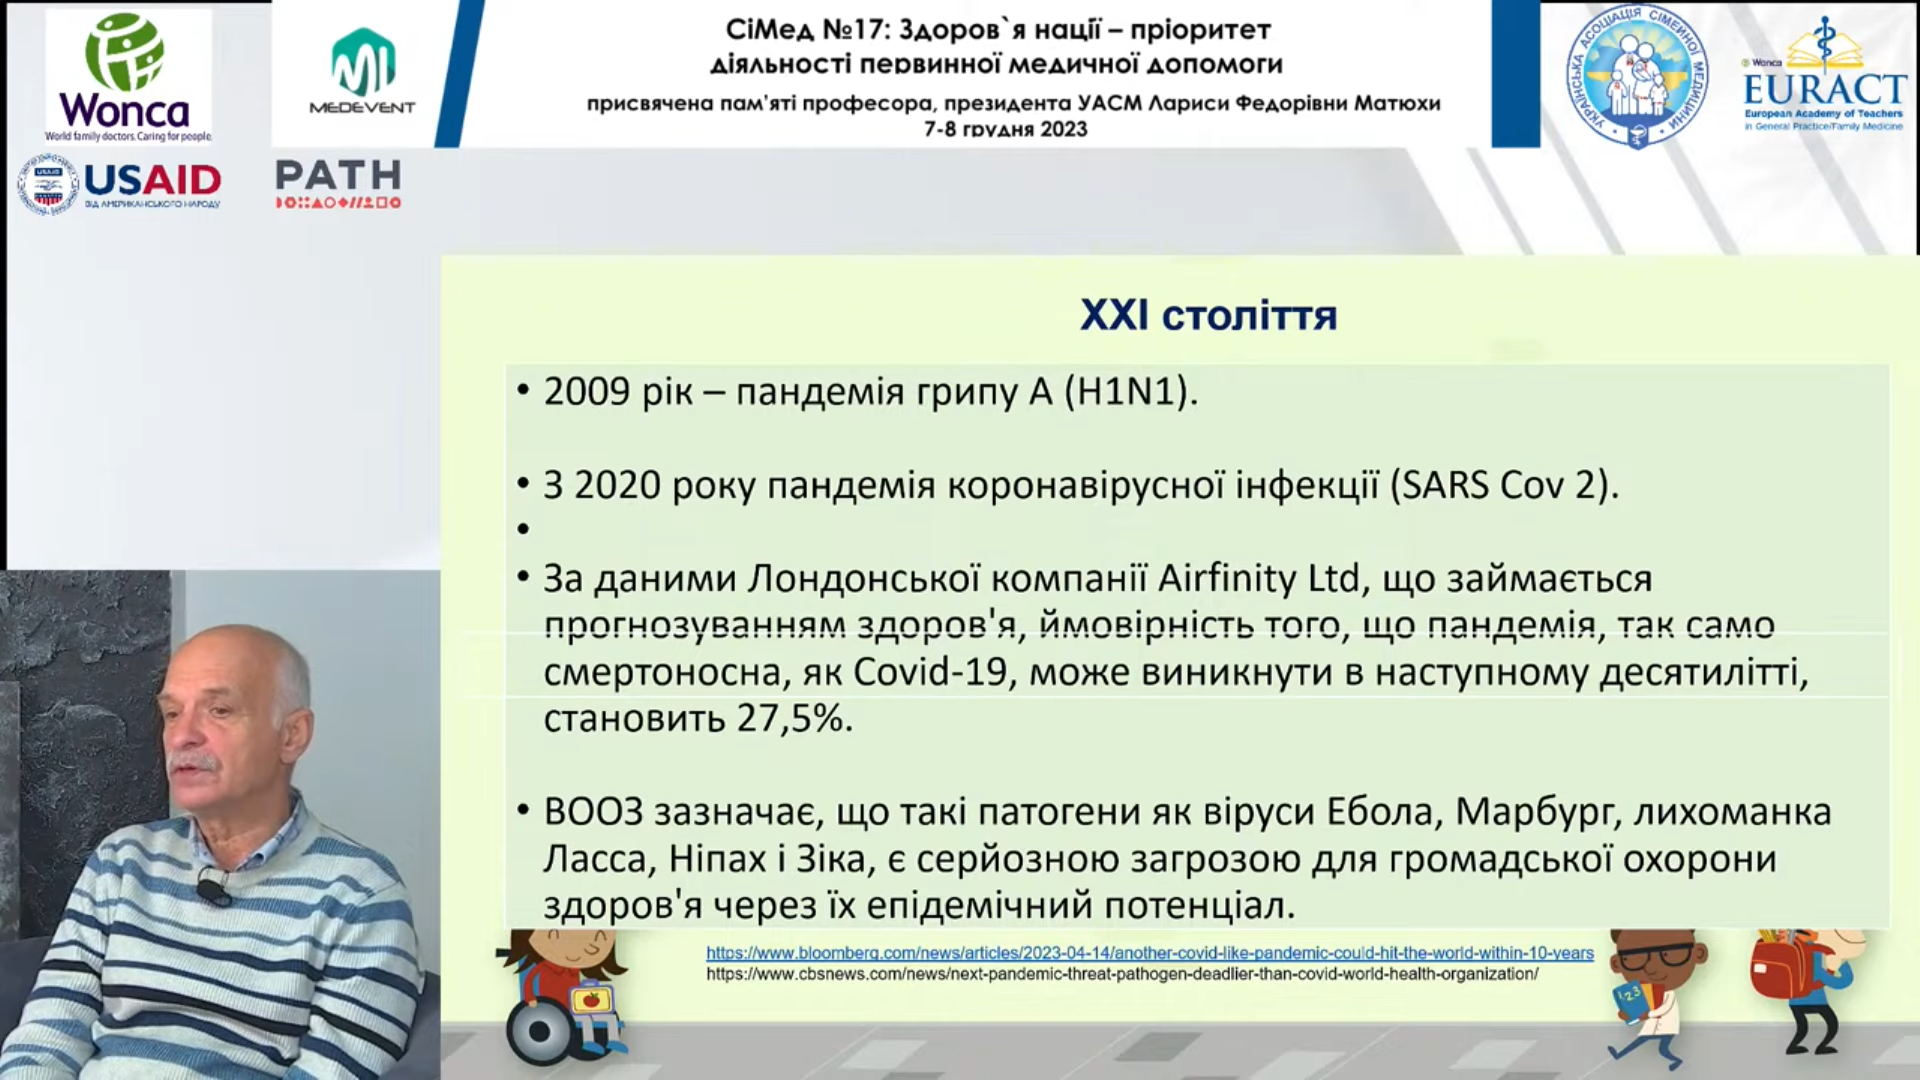 Wonca
World family doctors. Caring for people.
MEDEVENT
USAID
USAID
ВІД АМЕРИКАНСЬКОГО НАРОДУ
PATH
СіМед №17: Здоров`я нації – пріоритет
діяльності первинної медичної допомоги
присвячена пам’яті професора, президента УАСМ Лариси Федорівни Матюхи
7-8 грудня 2023
УКРАЇНСЬКА АСОЦІАЦІЯ СІМЕЙНОЇ МЕДИЦИНИ
Wonca
EURACT
European Academy of Teachers
in General Practice/Family Medicine
XXI століття
• 2009 рік – пандемія грипу А (H1N1).
• З 2020 року пандемія коронавірусної інфекції (SARS Cov 2).
•
• За даними Лондонської компанії Airfinity Ltd, що займається
прогнозуванням здоров'я, ймовірність того, що пандемія, так само
смертоносна, як Covid-19, може виникнути в наступному десятилітті,
становить 27,5%.
• ВООЗ зазначає, що такі патогени як віруси Ебола, Марбург, лихоманка
Ласса, Ніпах і Зіка, є серйозною загрозою для громадської охорони
здоров'я через їх епідемічний потенціал.
https://www.bloomberg.com/news/articles/2023-04-14/another-covid-like-pandemic-could-hit-the-world-within-10-years
https://www.cbsnews.com/news/next-pandemic-threat-pathogen-deadlier-than-covid-world-health-organization/
123